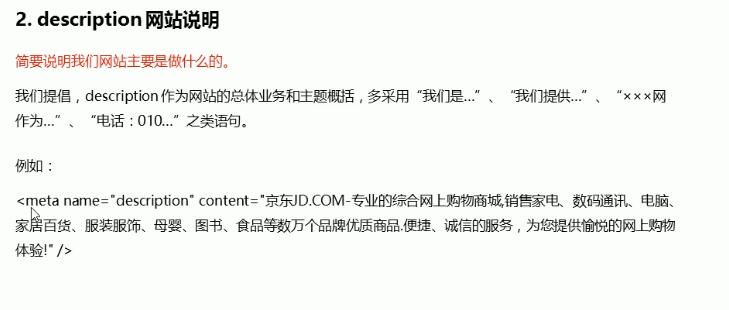 2. description 网站说明
简要说明我们网站主要是做什么的。
我们提倡，description 作为网站的总体业务和主题概括，多采用“我们是…”、“我们提供…”、“×××网
作为…”、“电话：010…”之类语句。
例如：
<meta name="description" content="京东JD.COM-专业的综合网上购物商城,销售家电、数码通讯、电脑、
家居百货、服装服饰、母婴、图书、食品等数万个品牌优质商品.便捷、诚信的服务，为您提供愉悦的网上购物
体验!" />